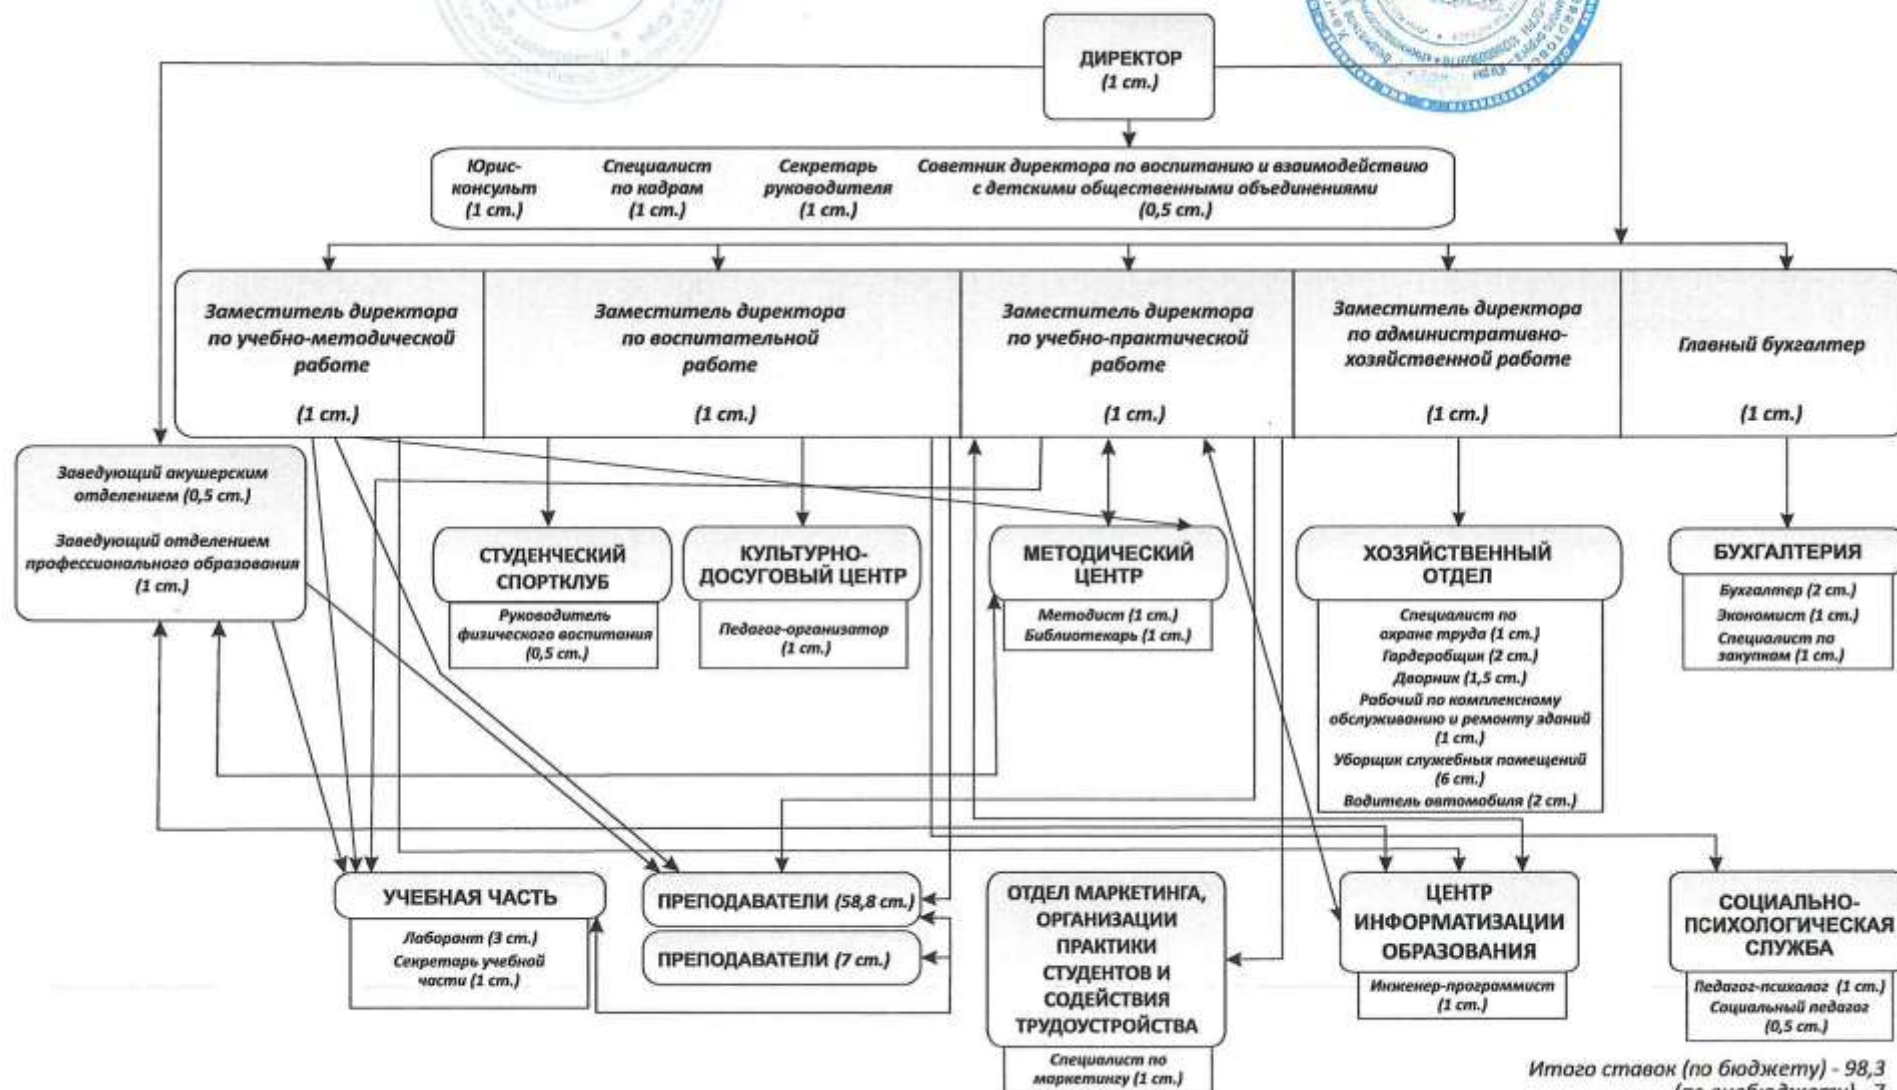 ДИРЕКТОР
(1 ст.)
Юрис-
консульт
(1 ст.)
Специалист
по кадрам
(1 ст.)
Секретарь
руководителя
(1 ст.)
Советник директора по воспитанию и взаимодействию
с детскими общественными объединениями
(0,5 ст.)
Заместитель директора
по учебно-методической
работе
(1 ст.)
Заместитель директора
по воспитательной
работе
(1 ст.)
Заместитель директора
по учебно-практической
работе
(1 ст.)
Заместитель директора
по административно-
хозяйственной работе
(1 ст.)
Главный бухгалтер
(1 ст.)
Заведующий акушерским
отделением (0,5 ст.)
Заведующий отделением
профессионального образования
(1 ст.)
СТУДЕНЧЕСКИЙ
СПОРТКЛУБ
Руководитель
физического воспитания
(0,5 ст.)
КУЛЬТУРНО-
ДОСУГОВЫЙ ЦЕНТР
Педагог-организатор
(1 ст.)
МЕТОДИЧЕСКИЙ
ЦЕНТР
Методист (1 ст.)
Библиотекарь (1 ст.)
ХОЗЯЙСТВЕННЫЙ
ОТДЕЛ
Специалист по
охране труда (1 ст.)
Гардеробщик (2 ст.)
Дворник (1,5 ст.)
Рабочий по комплексному
обслуживанию и ремонту зданий
(1 ст.)
Уборщик служебных помещений
(6 ст.)
Водитель автомобиля (2 ст.)
БУХГАЛТЕРИЯ
Бухгалтер (2 ст.)
Экономист (1 ст.)
Специалист по
закупкам (1 ст.)
УЧЕБНАЯ ЧАСТЬ
Лаборант (3 ст.)
Секретарь учебной
части (1 ст.)
ПРЕПОДАВАТЕЛИ (58,8 ст.)
ПРЕПОДАВАТЕЛИ (7 ст.)
ОТДЕЛ МАРКЕТИНГА,
ОРГАНИЗАЦИИ
ПРАКТИКИ
СТУДЕНТОВ И
СОДЕЙСТВИЯ
ТРУДОУСТРОЙСТВА
Специалист по
маркетингу (1 ст.)
ЦЕНТР
ИНФОРМАТИЗАЦИИ
ОБРАЗОВАНИЯ
Инженер-программист
(1 ст.)
СОЦИАЛЬНО-
ПСИХОЛОГИЧЕСКАЯ
СЛУЖБА
Педагог-психолог (1 ст.)
Социальный педагог
(0,5 ст.)
Итого ставок (по бюджету) - 98,3
(по внебюджету) - 7